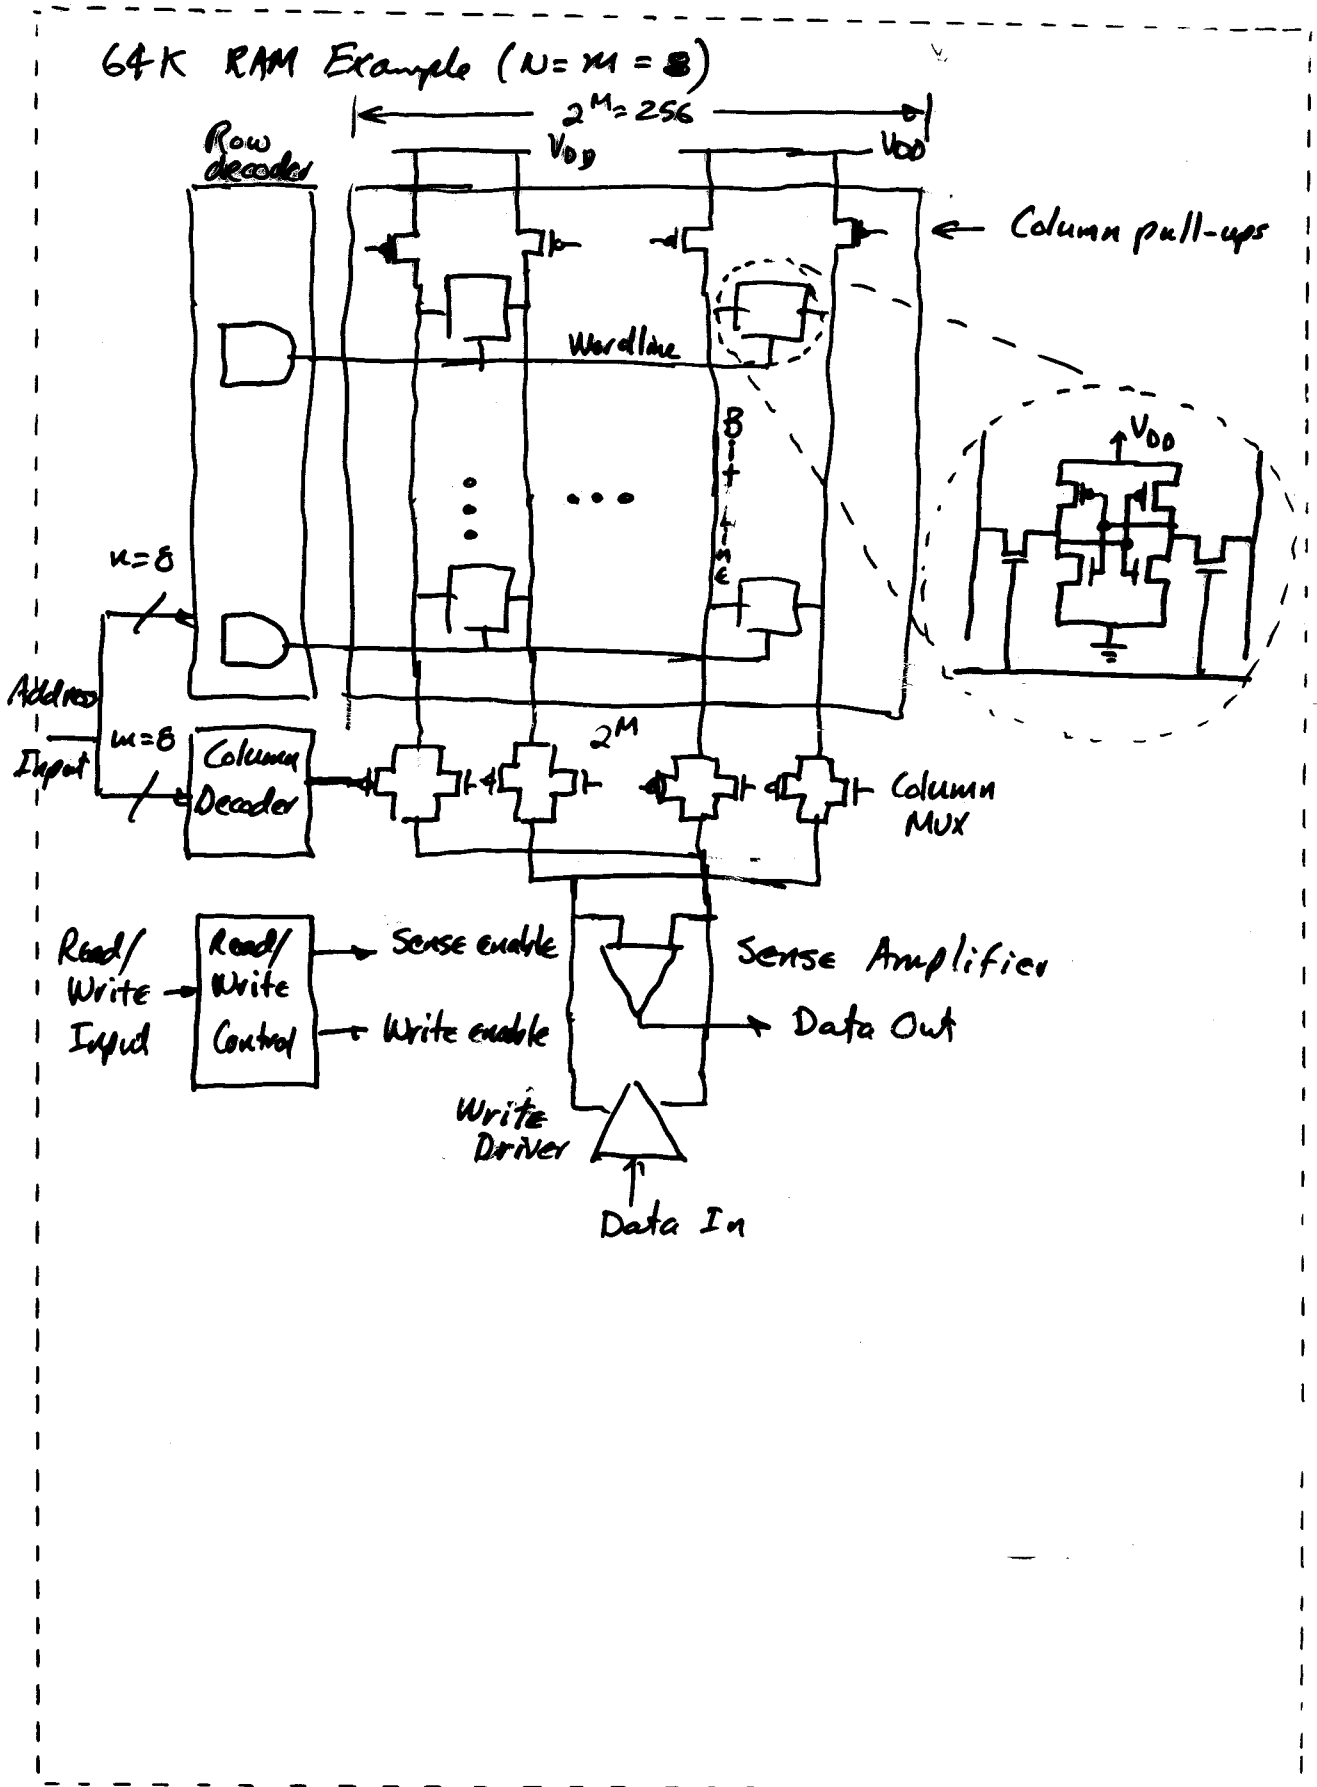 64K RAM Example (N=M=8)
2^M=256
Row
decoder
VDD
VDD
Column pull-ups
Wordline
Bit line
VDD
n=8
Address
Input
m=8
Column
Decoder
2^M
Column
MUX
Read/
Write
Input
Read/
Write
Control
Sense enable
Write enable
Sense Amplifier
Data Out
Write
Driver
Data In